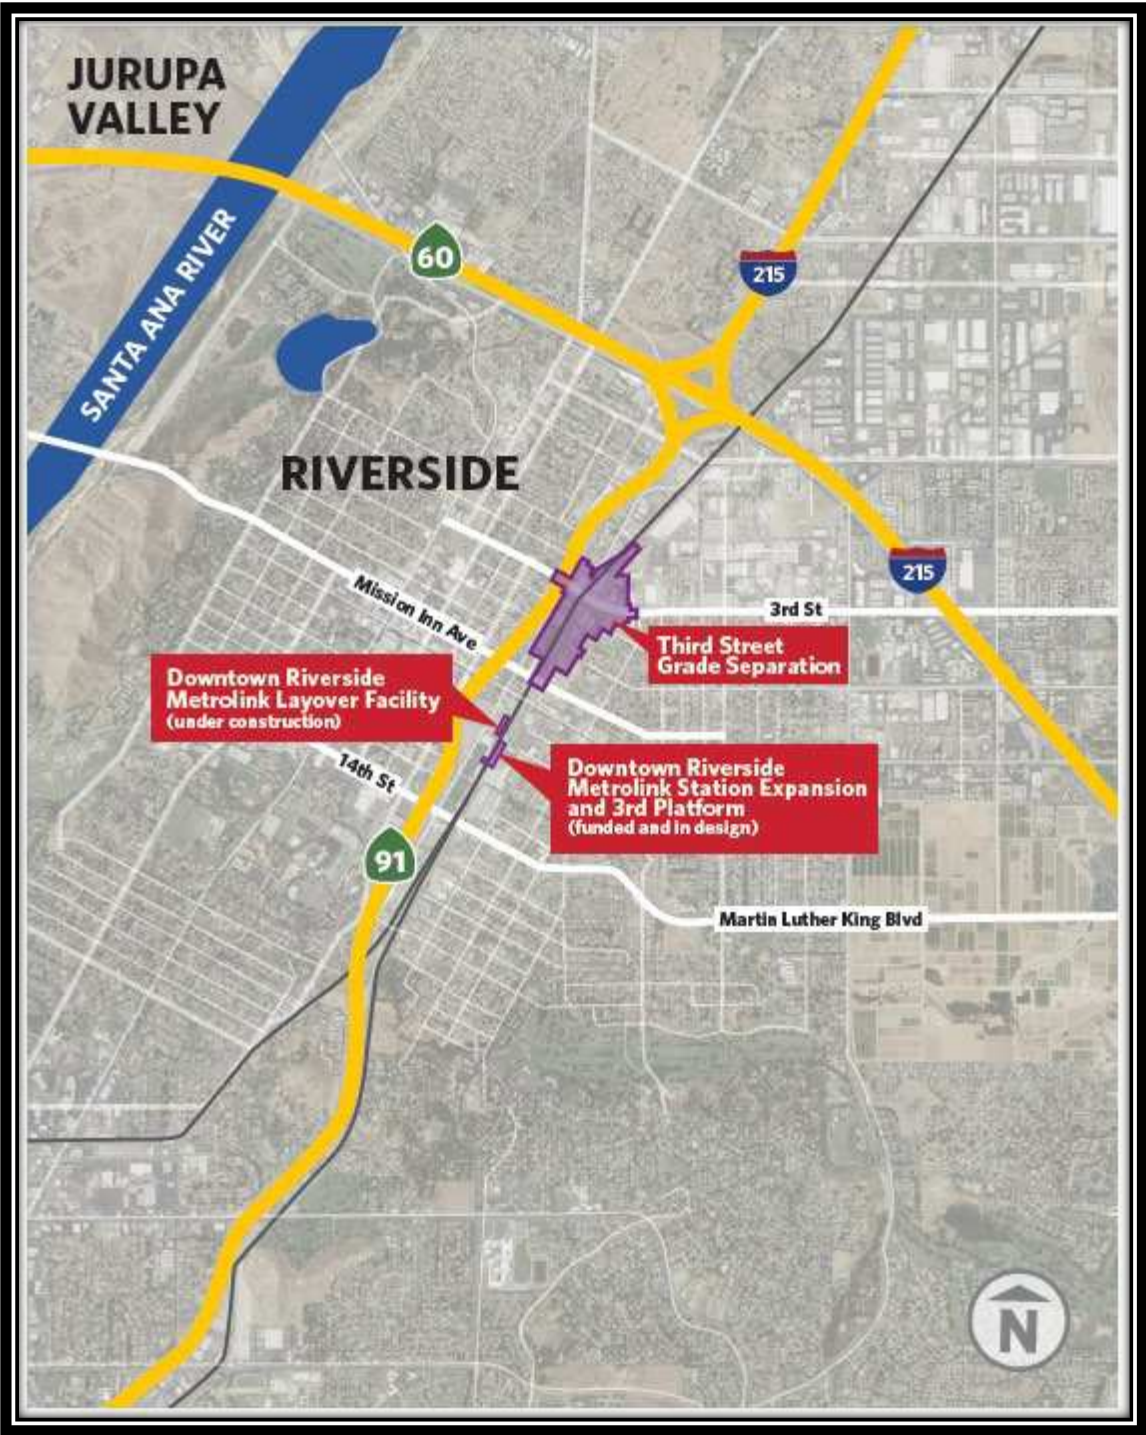 JURUPA
VALLEY
SANTA ANA RIVER
60
215
RIVERSIDE
215
Mission Inn Ave
3rd St
Third Street
Grade Separation
Downtown Riverside
Metrolink Layover Facility
(under construction)
14th St
Downtown Riverside
Metrolink Station Expansion
and 3rd Platform
(funded and in design)
91
Martin Luther King Blvd
N